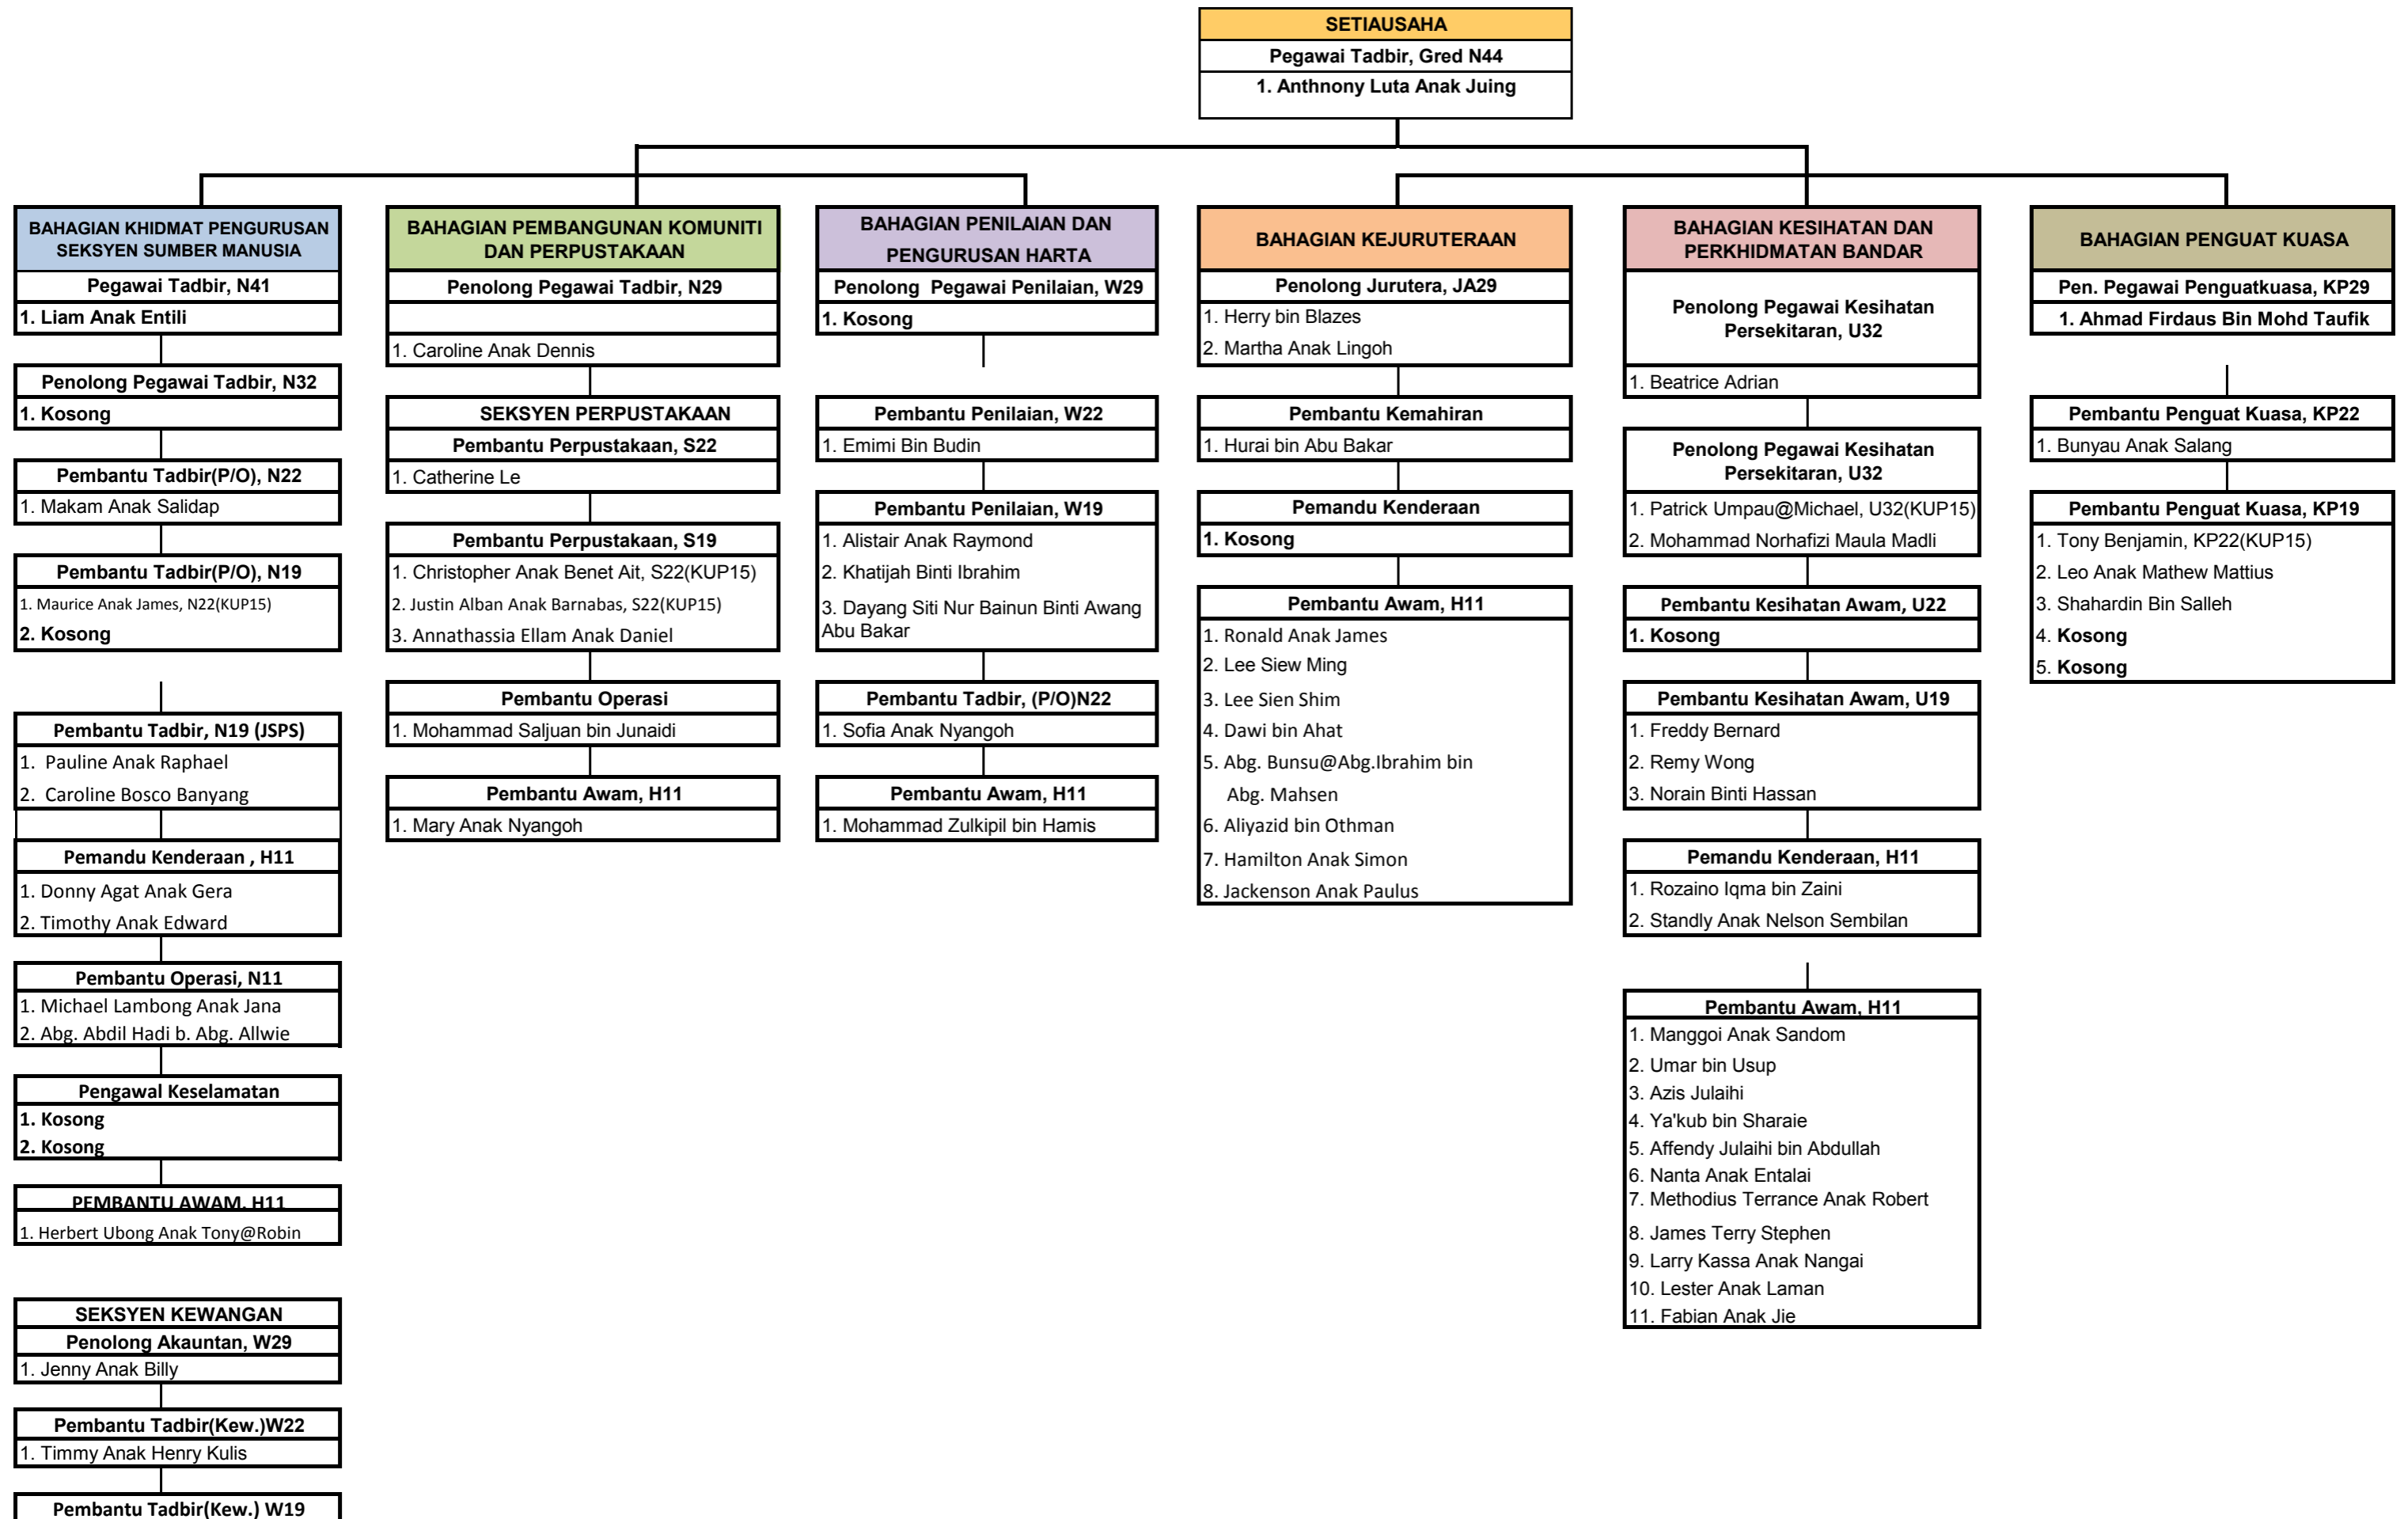 SETIAUSAHA
Pegawai Tadbir, Gred N44
1. Anthnony Luta Anak Juing
BAHAGIAN KHIDMAT PENGURUSAN
SEKSYEN SUMBER MANUSIA
Pegawai Tadbir, N41
1. Liam Anak Entili
Penolong Pegawai Tadbir, N32
1. Kosong
Pembantu Tadbir(P/O), N22
1. Makam Anak Salidap
Pembantu Tadbir(P/O), N19
1. Maurice Anak James, N22(KUP15)
2. Kosong
Pembantu Tadbir, N19 (JSPS)
1. Pauline Anak Raphael
2. Caroline Bosco Banyang
Pemandu Kenderaan , H11
1. Donny Agat Anak Gera
2. Timothy Anak Edward
Pembantu Operasi, N11
1. Michael Lambong Anak Jana
2. Abg. Abdil Hadi b. Abg. Allwie
Pengawal Keselamatan
1. Kosong
2. Kosong
PEMBANTU AWAM, H11
1. Herbert Ubong Anak Tony@Robin
SEKSYEN KEWANGAN
Penolong Akauntan, W29
1. Jenny Anak Billy
Pembantu Tadbir(Kew.)W22
1. Timmy Anak Henry Kulis
Pembantu Tadbir(Kew.) W19
BAHAGIAN PEMBANGUNAN KOMUNITI
DAN PERPUSTAKAAN
Penolong Pegawai Tadbir, N29
1. Caroline Anak Dennis
SEKSYEN PERPUSTAKAAN
Pembantu Perpustakaan, S22
1. Catherine Le
Pembantu Perpustakaan, S19
1. Christopher Anak Benet Ait, S22(KUP15)
2. Justin Alban Anak Barnabas, S22(KUP15)
3. Annathassia Ellam Anak Daniel
Pembantu Operasi
1. Mohammad Saljuan bin Junaidi
Pembantu Awam, H11
1. Mary Anak Nyangoh
BAHAGIAN PENILAIAN DAN
PENGURUSAN HARTA
Penolong Pegawai Penilaian, W29
1. Kosong
Pembantu Penilaian, W22
1. Emimi Bin Budin
Pembantu Penilaian, W19
1. Alistair Anak Raymond
2. Khatijah Binti Ibrahim
3. Dayang Siti Nur Bainun Binti Awang
Abu Bakar
Pembantu Tadbir, (P/O)N22
1. Sofia Anak Nyangoh
Pembantu Awam, H11
1. Mohammad Zulkipil bin Hamis
BAHAGIAN KEJURUTERAAN
Penolong Jurutera, JA29
1. Herry bin Blazes
2. Martha Anak Lingoh
Pembantu Kemahiran
1. Hurai bin Abu Bakar
Pemandu Kenderaan
1. Kosong
Pembantu Awam, H11
1. Ronald Anak James
2. Lee Siew Ming
3. Lee Sien Shim
4. Dawi bin Ahat
5. Abg. Bunsu@Abg.Ibrahim bin
Abg. Mahsen
6. Aliyazid bin Othman
7. Hamilton Anak Simon
8. Jackenson Anak Paulus
BAHAGIAN KESIHATAN DAN
PERKHIDMATAN BANDAR
Penolong Pegawai Kesihatan
Persekitaran, U32
1. Beatrice Adrian
Penolong Pegawai Kesihatan
Persekitaran, U32
1. Patrick Umpau@Michael, U32(KUP15)
2. Mohammad Norhafizi Maula Madli
Pembantu Kesihatan Awam, U22
1. Kosong
Pembantu Kesihatan Awam, U19
1. Freddy Bernard
2. Remy Wong
3. Norain Binti Hassan
Pemandu Kenderaan, H11
1. Rozaino Iqma bin Zaini
2. Standly Anak Nelson Sembilan
Pembantu Awam, H11
1. Manggoi Anak Sandom
2. Umar bin Usup
3. Azis Julaihi
4. Ya'kub bin Sharaie
5. Affendy Julaihi bin Abdullah
6. Nanta Anak Entalai
7. Methodius Terrance Anak Robert
8. James Terry Stephen
9. Larry Kassa Anak Nangai
10. Lester Anak Laman
11. Fabian Anak Jie
BAHAGIAN PENGUAT KUASA
Pen. Pegawai Penguatkuasa, KP29
1. Ahmad Firdaus Bin Mohd Taufik
Pembantu Penguat Kuasa, KP22
1. Bunyau Anak Salang
Pembantu Penguat Kuasa, KP19
1. Tony Benjamin, KP22(KUP15)
2. Leo Anak Mathew Mattius
3. Shahardin Bin Salleh
4. Kosong
5. Kosong